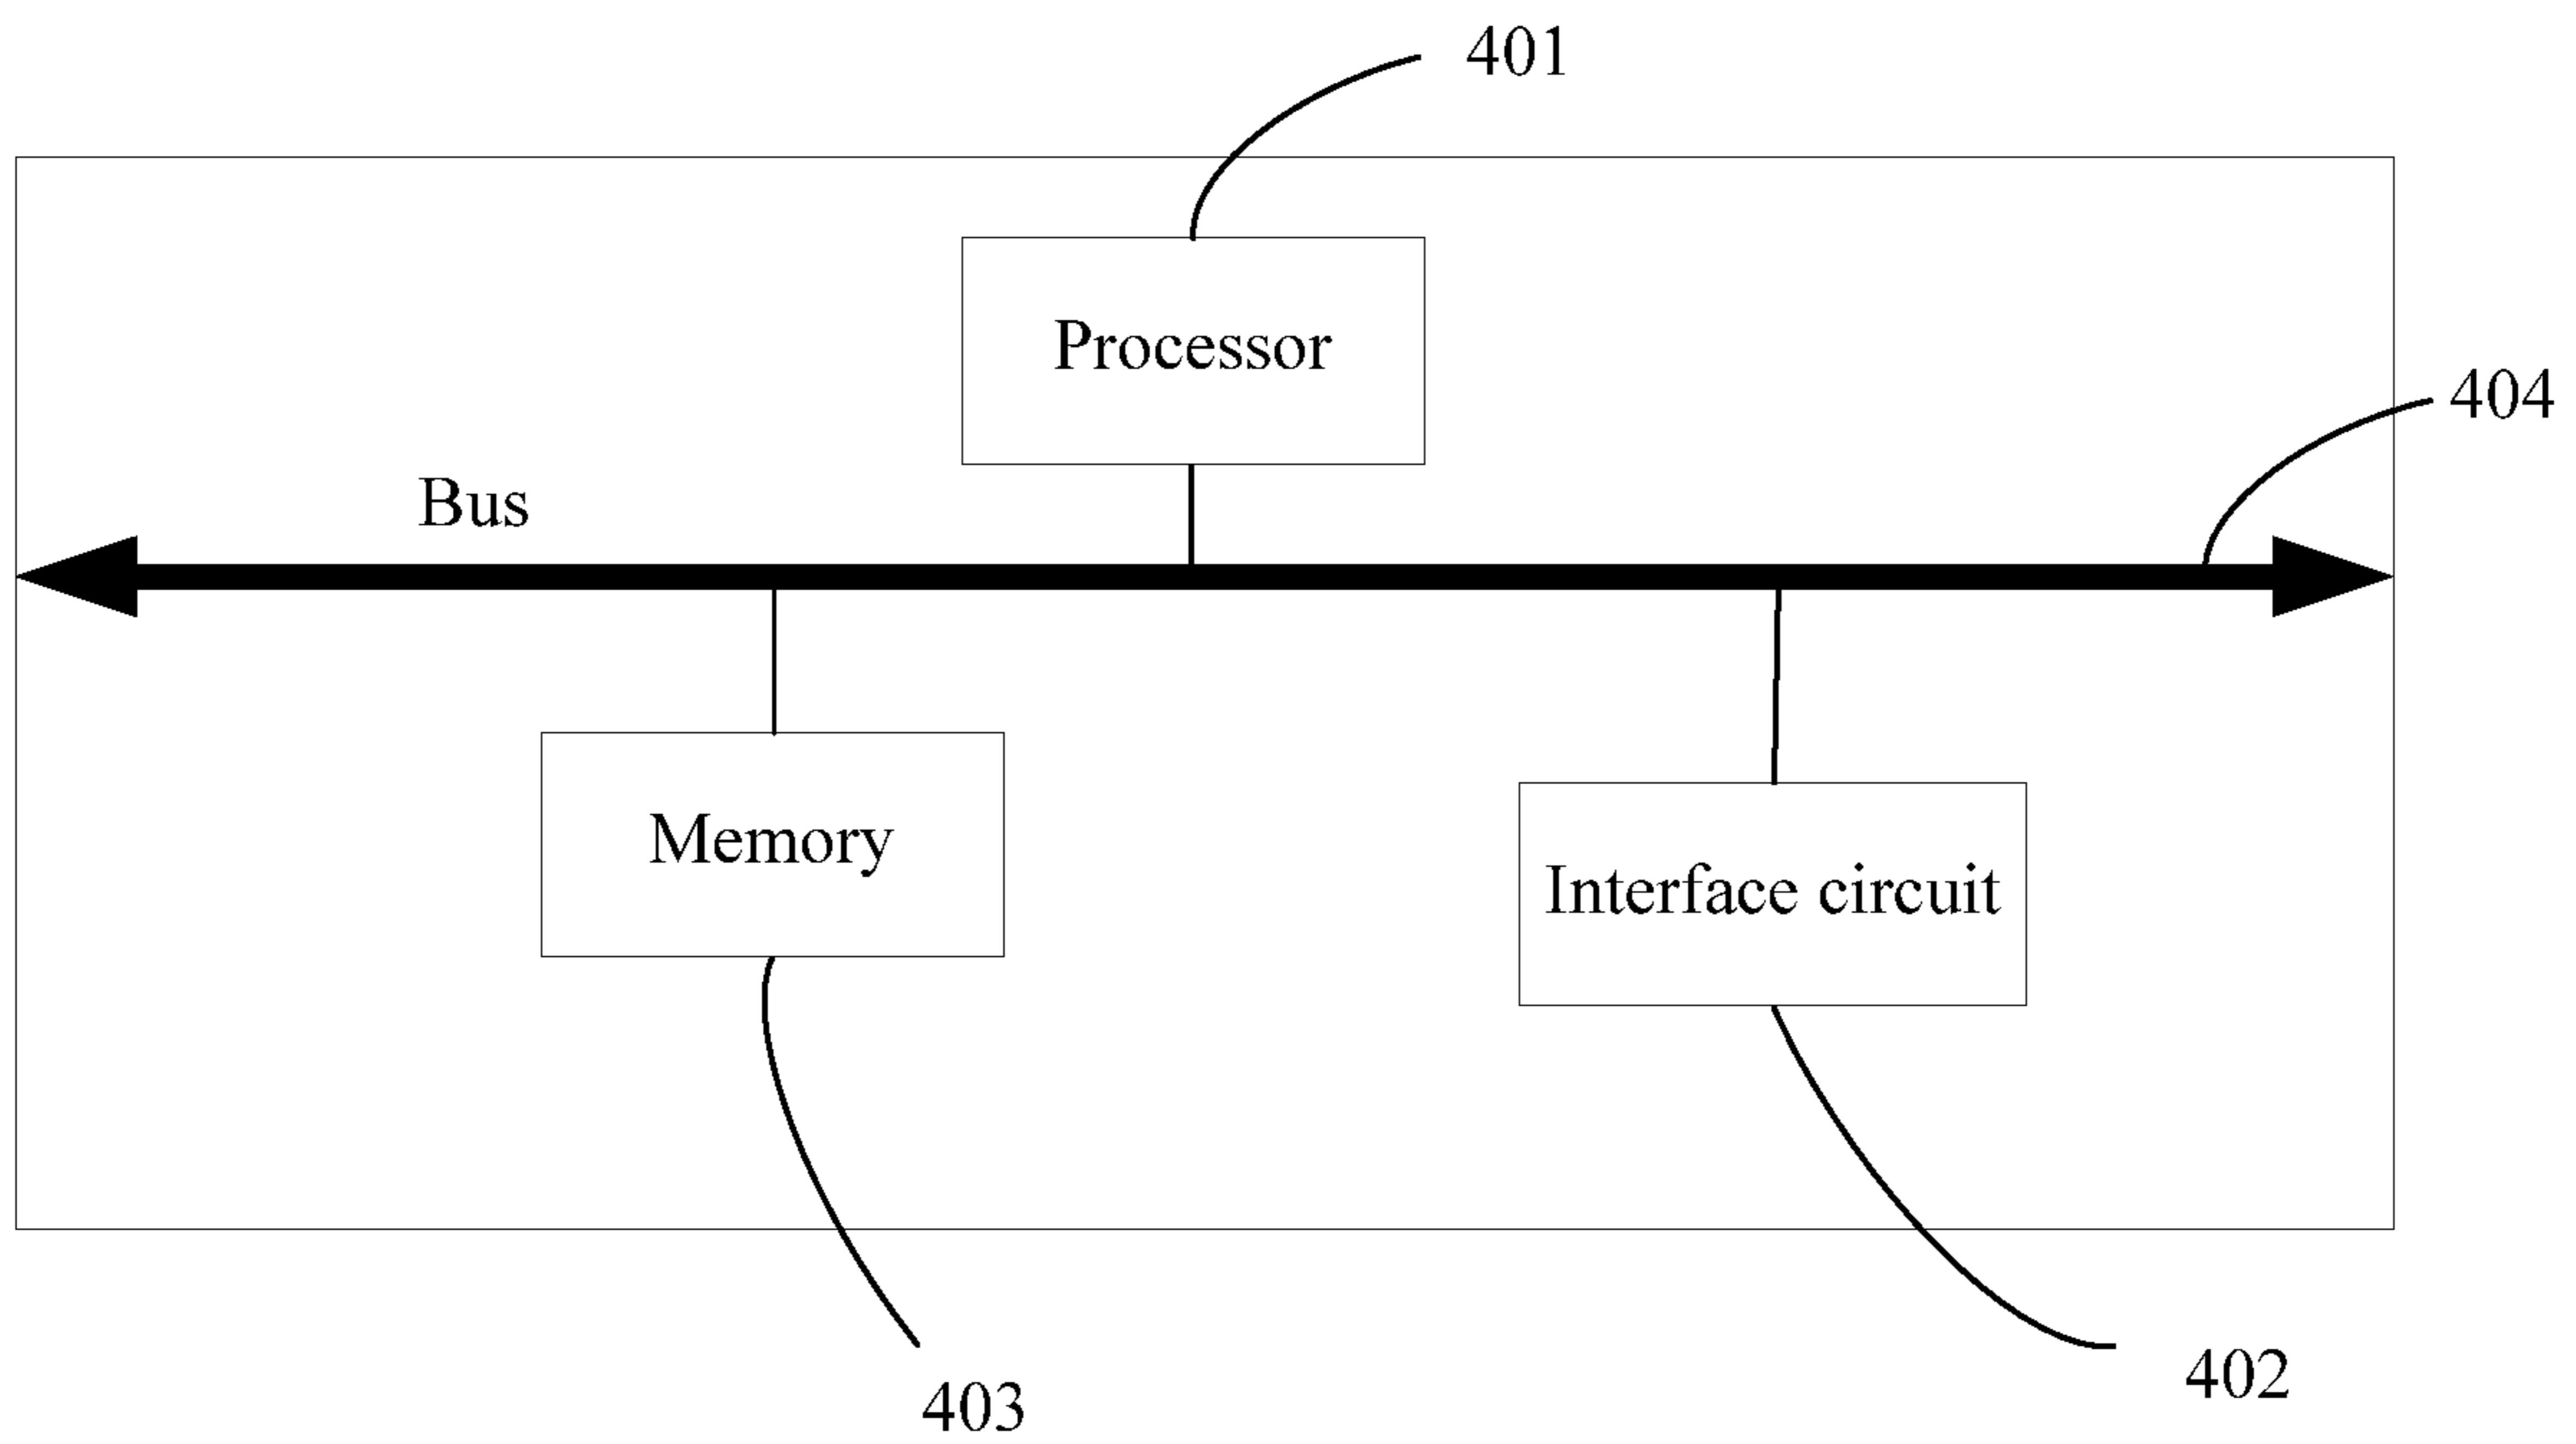 401
Processor
404
Bus
Memory
Interface circuit
403
402